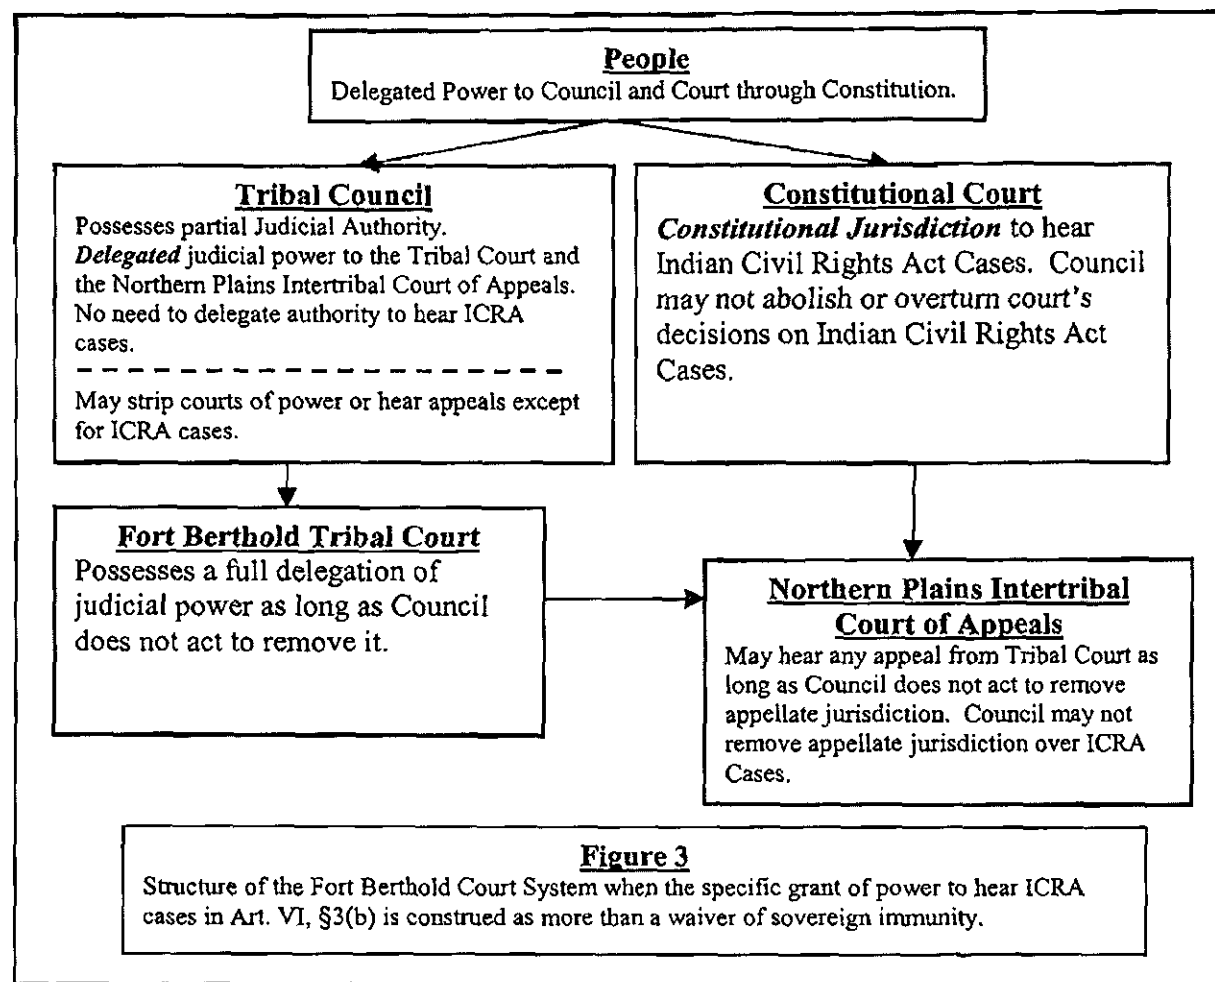 People
Delegated Power to Council and Court through Constitution.
Tribal Council
Possesses partial Judicial Authority.
Delegated judicial power to the Tribal Court and
the Northern Plains Intertribal Court of Appeals.
No need to delegate authority to hear ICRA
cases.
May strip courts of power or hear appeals except
for ICRA cases.
Constitutional Court
Constitutional Jurisdiction to hear
Indian Civil Rights Act Cases. Council
may not abolish or overturn court's
decisions on Indian Civil Rights Act
Cases.
Fort Berthold Tribal Court
Possesses a full delegation of
judicial power as long as Council
does not act to remove it.
Northern Plains Intertribal
Court of Appeals
May hear any appeal from Tribal Court as
long as Council does not act to remove
appellate jurisdiction. Council may not
remove appellate jurisdiction over ICRA
Cases.
Figure 3
Structure of the Fort Berthold Court System when the specific grant of power to hear ICRA
cases in Art. VI, §3(b) is construed as more than a waiver of sovereign immunity.